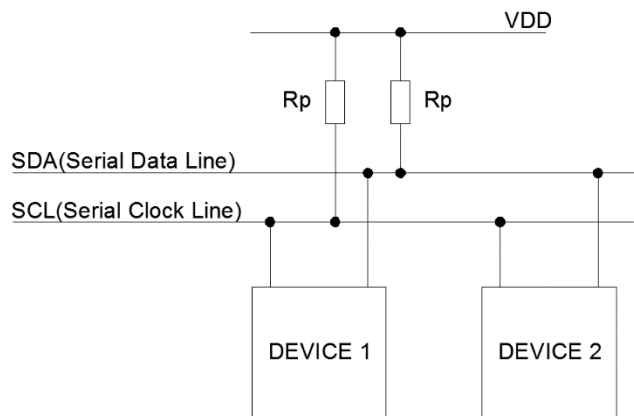 VDD
Rp
Rp
SDA(Serial Data Line)
SCL(Serial Clock Line)
DEVICE 1
DEVICE 2